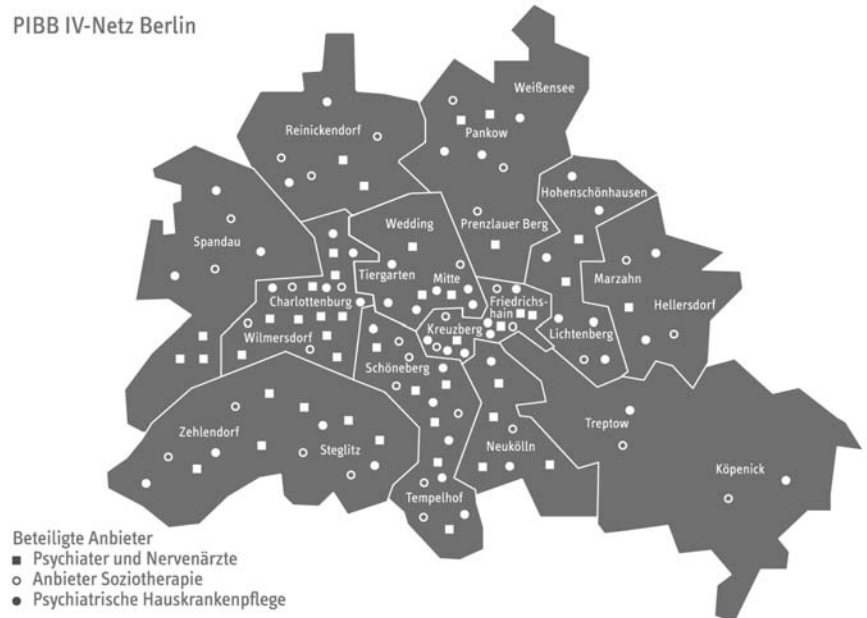 PIBB IV-Netz Berlin
Weißensee
Reinickendorf
Pankow
Hohenschönhausen
Wedding
Prenzlauer Berg
Spandau
Tiergarten
Mitte
Marzahn
Charlottenburg
Friedrichs-
hain
Hellersdorf
Kreuzberg
Wilmersdorf
Lichtenberg
Schöneberg
Treptow
Zehlendorf
Steglitz
Neukölln
Köpenick
Tempelhof
Beteiligte Anbieter
Psychiater und Nervenärzte
Anbieter Soziotherapie
Psychiatrische Hauskrankenpflege